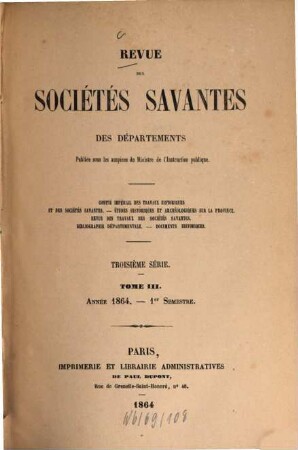 REVUE
DES
SOCIÉTÉS SAVANTES
DES DÉPARTEMENTS
Publiée sous les auspices du Ministre de l'Instruction publique.
COMITÉ IMPÉRIAL DES TRAVAUX HISTORIQUES
ET DES SOCIÉTÉS SAVANTES. — ÉTUDES HISTORIQUES ET ARCHÉOLOGIQUES SUR LA PROVINCE.
REVUE DES TRAVAUX DES SOCIÉTÉS SAVANTES.
BIBLIOGRAPHIE DÉPARTEMENTALE. — DOCUMENTS HISTORIQUES.
TROISIÈME SÉRIE.
TOME III.
ANNÉE 1864. — 1er SEMESTRE.
PARIS,
IMPRIMERIE ET LIBRAIRIE ADMINISTRATIVES
DE PAUL DUPONT,
Rue de Grenelle-Saint-Honoré, n° 45.
1864